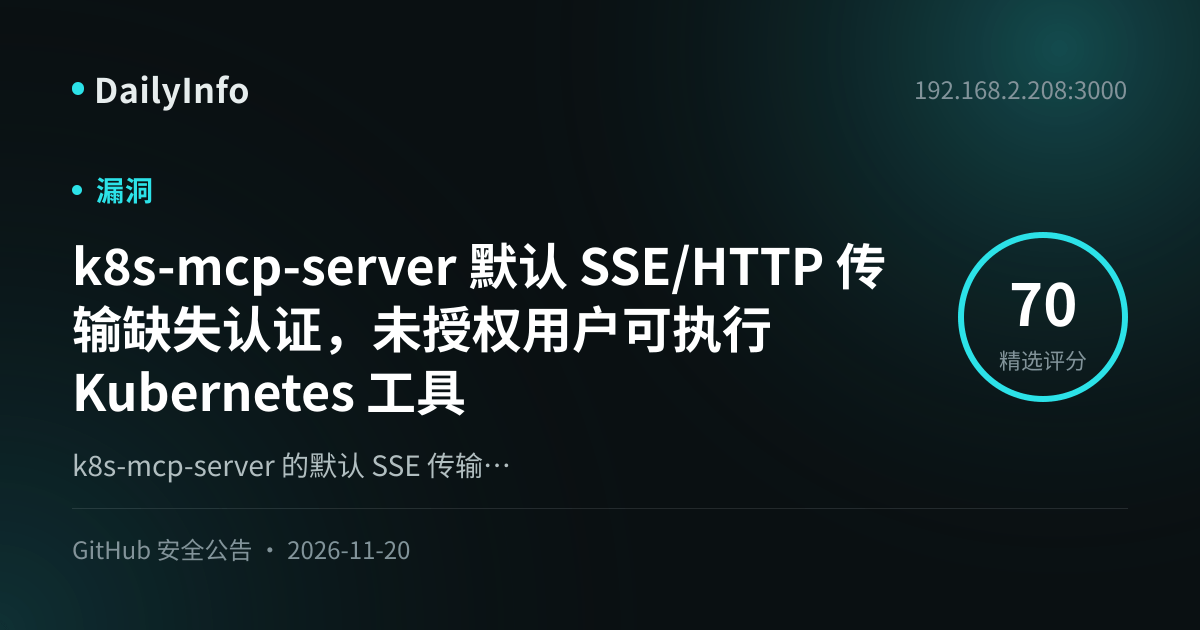 DailyInfo
192.168.2.208:3000
漏洞
k8s-mcp-server 默认 SSE/HTTP 传
输缺失认证，未授权用户可执行
Kubernetes 工具
70
精选评分
k8s-mcp-server 的默认 SSE 传输…
GitHub 安全公告 · 2026-11-20